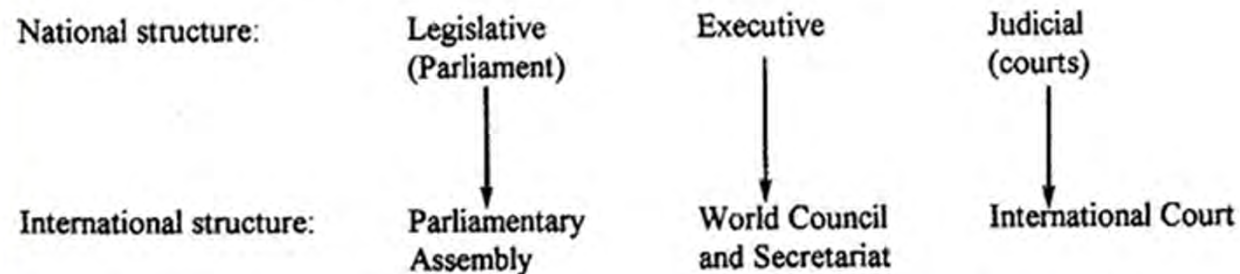 National structure: Legislative Executive Judicial
(Parliament) (courts)
International structure: Parliamentary World Council International Court
Assembly and Secretariat